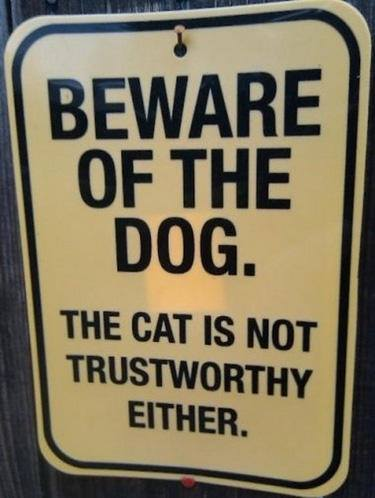 BEWARE
OF THE
DOG.
THE CAT IS NOT
TRUSTWORTHY
EITHER.